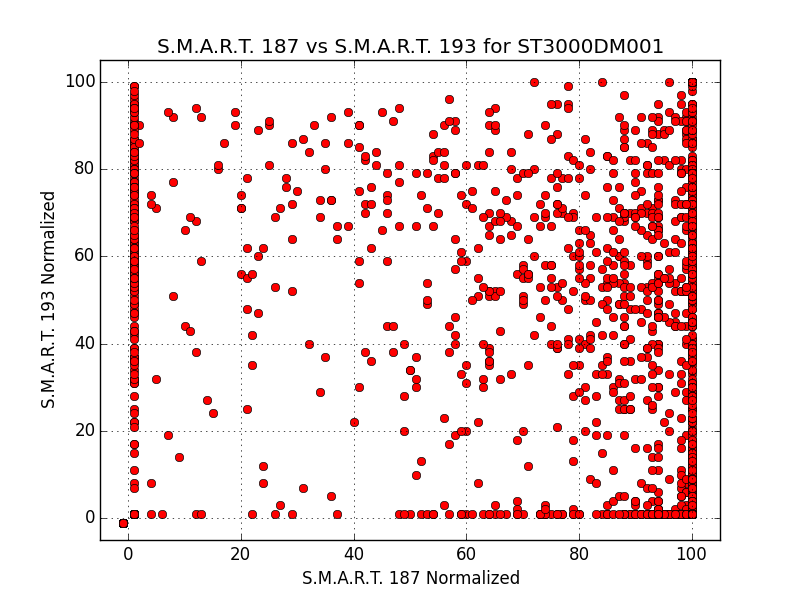 S.M.A.R.T. 187 vs S.M.A.R.T. 193 for ST3000DM001
100
80
60
40
20
0
S.M.A.R.T. 193 Normalized
0 20 40 60 80 100
S.M.A.R.T. 187 Normalized